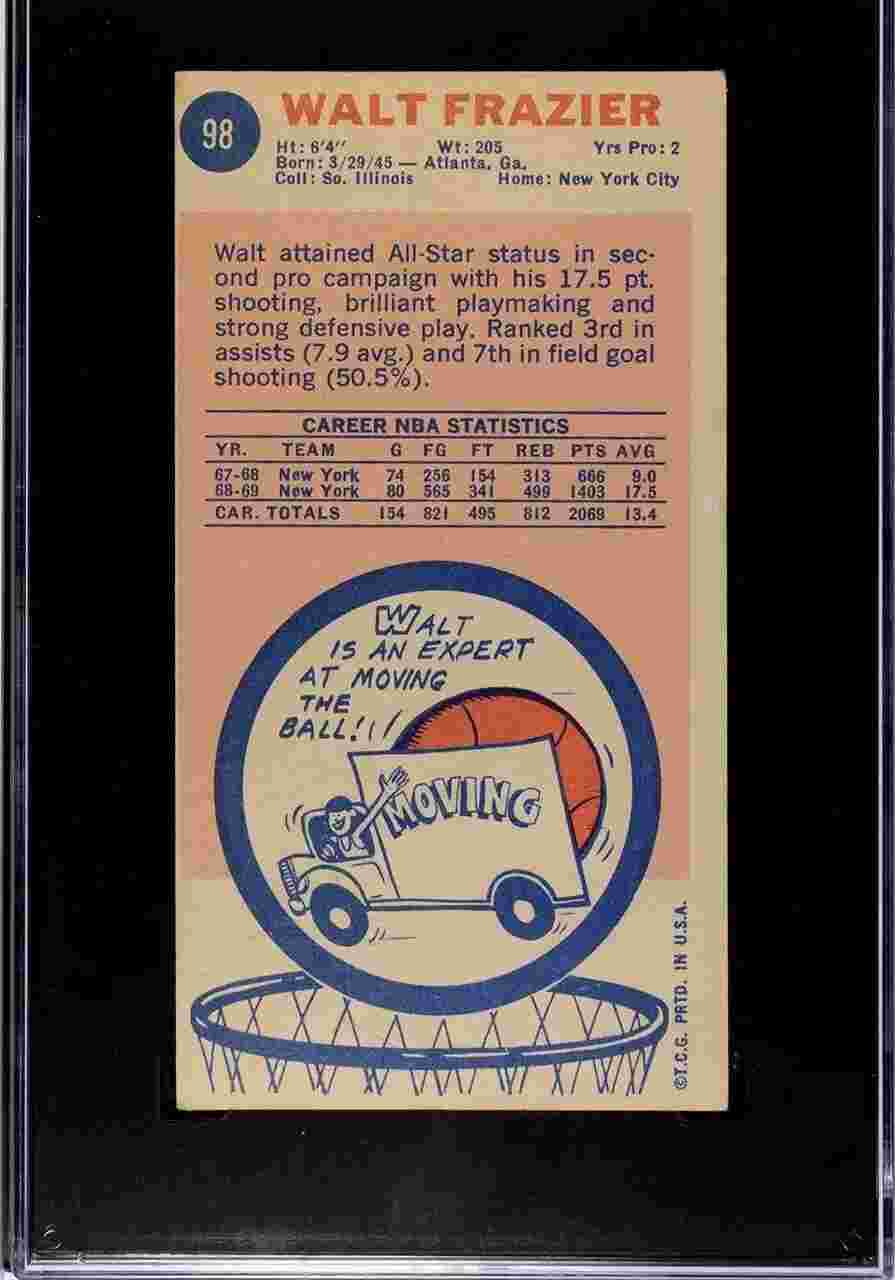 98
WALT FRAZIER
Ht: 6'4" Wt: 205 Yrs Pro: 2
Born: 3/29/45 — Atlanta, Ga.
Coll: So. Illinois Home: New York City
Walt attained All-Star status in sec-
ond pro campaign with his 17.5 pt.
shooting, brilliant playmaking and
strong defensive play. Ranked 3rd in
assists (7.9 avg.) and 7th in field goal
shooting (50.5%).
CAREER NBA STATISTICS
YR. TEAM G FG FT REB PTS AVG
67-68 New York 74 256 154 313 666 9.0
68-69 New York 80 565 341 499 1403 17.5
CAR. TOTALS 154 821 495 812 2069 13.4
WALT
IS AN EXPERT
AT MOVING
THE
BALL!
MOVING
©T.C.G. PRTD. IN U.S.A.